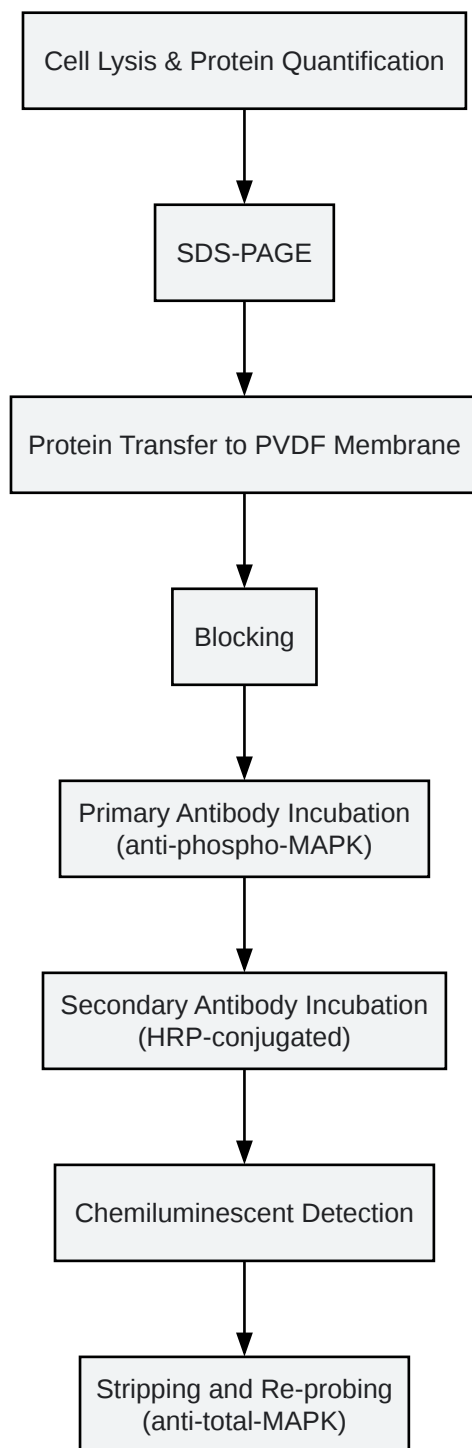 Cell Lysis & Protein Quantification
SDS-PAGE
Protein Transfer to PVDF Membrane
Blocking
Primary Antibody Incubation
(anti-phospho-MAPK)
Secondary Antibody Incubation
(HRP-conjugated)
Chemiluminescent Detection
Stripping and Re-probing
(anti-total-MAPK)